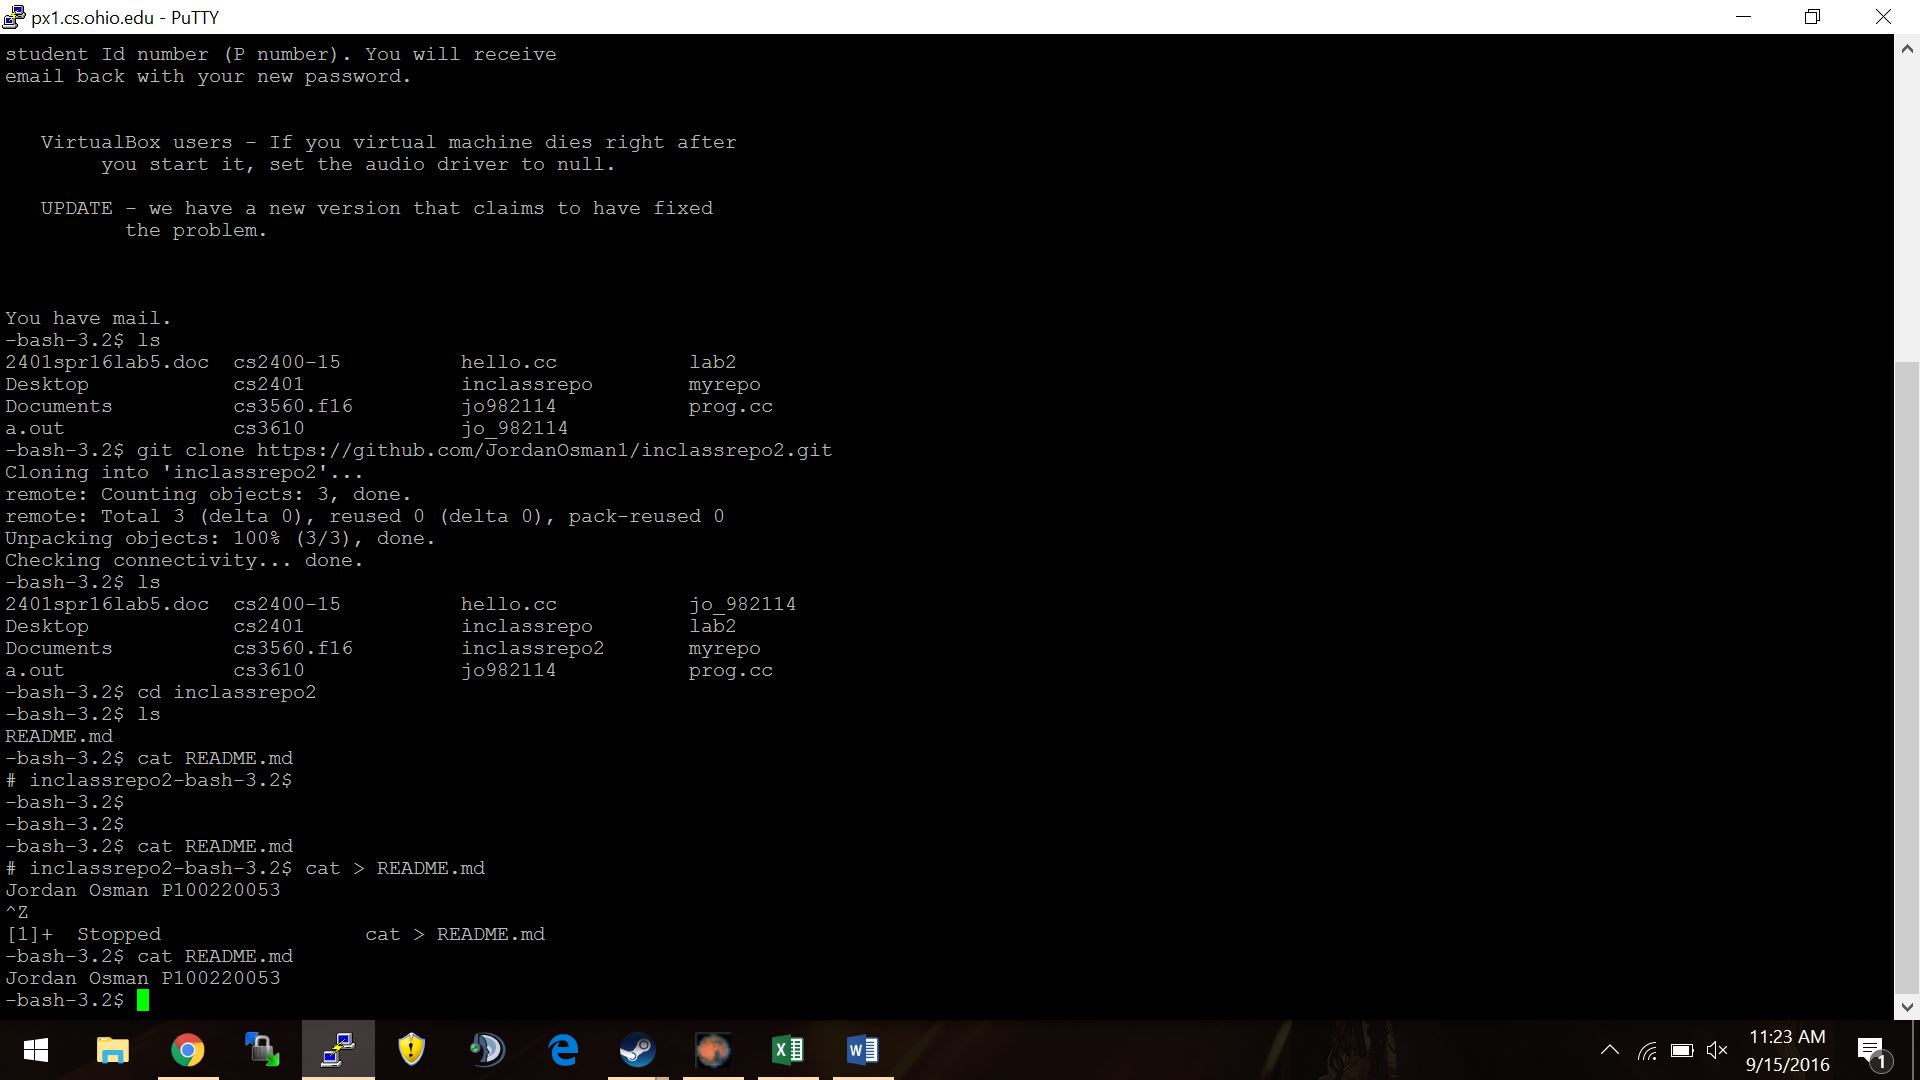 px1.cs.ohio.edu - PuTTY
student Id number (P number). You will receive
email back with your new password.
VirtualBox users - If you virtual machine dies right after
you start it, set the audio driver to null.
UPDATE - we have a new version that claims to have fixed
the problem.
You have mail.
-bash-3.2$ ls
2401spr16lab5.doc  cs2400-15          hello.cc           lab2
Desktop            cs2401             inclassrepo        myrepo
Documents          cs3560.f16         jo982114           prog.cc
a.out              cs3610             jo_982114
-bash-3.2$ git clone https://github.com/JordanOsman1/inclassrepo2.git
Cloning into 'inclassrepo2'...
remote: Counting objects: 3, done.
remote: Total 3 (delta 0), reused 0 (delta 0), pack-reused 0
Unpacking objects: 100% (3/3), done.
Checking connectivity... done.
-bash-3.2$ ls
2401spr16lab5.doc  cs2400-15          hello.cc           jo_982114
Desktop            cs2401             inclassrepo        lab2
Documents          cs3560.f16         inclassrepo2       myrepo
a.out              cs3610             jo982114           prog.cc
-bash-3.2$ cd inclassrepo2
-bash-3.2$ ls
README.md
-bash-3.2$ cat README.md
# inclassrepo2-bash-3.2$
-bash-3.2$
-bash-3.2$
-bash-3.2$ cat README.md
# inclassrepo2-bash-3.2$ cat > README.md
Jordan Osman P100220053
^Z
[1]+  Stopped                 cat > README.md
-bash-3.2$ cat README.md
Jordan Osman P100220053
-bash-3.2$
11:23 AM
9/15/2016
1